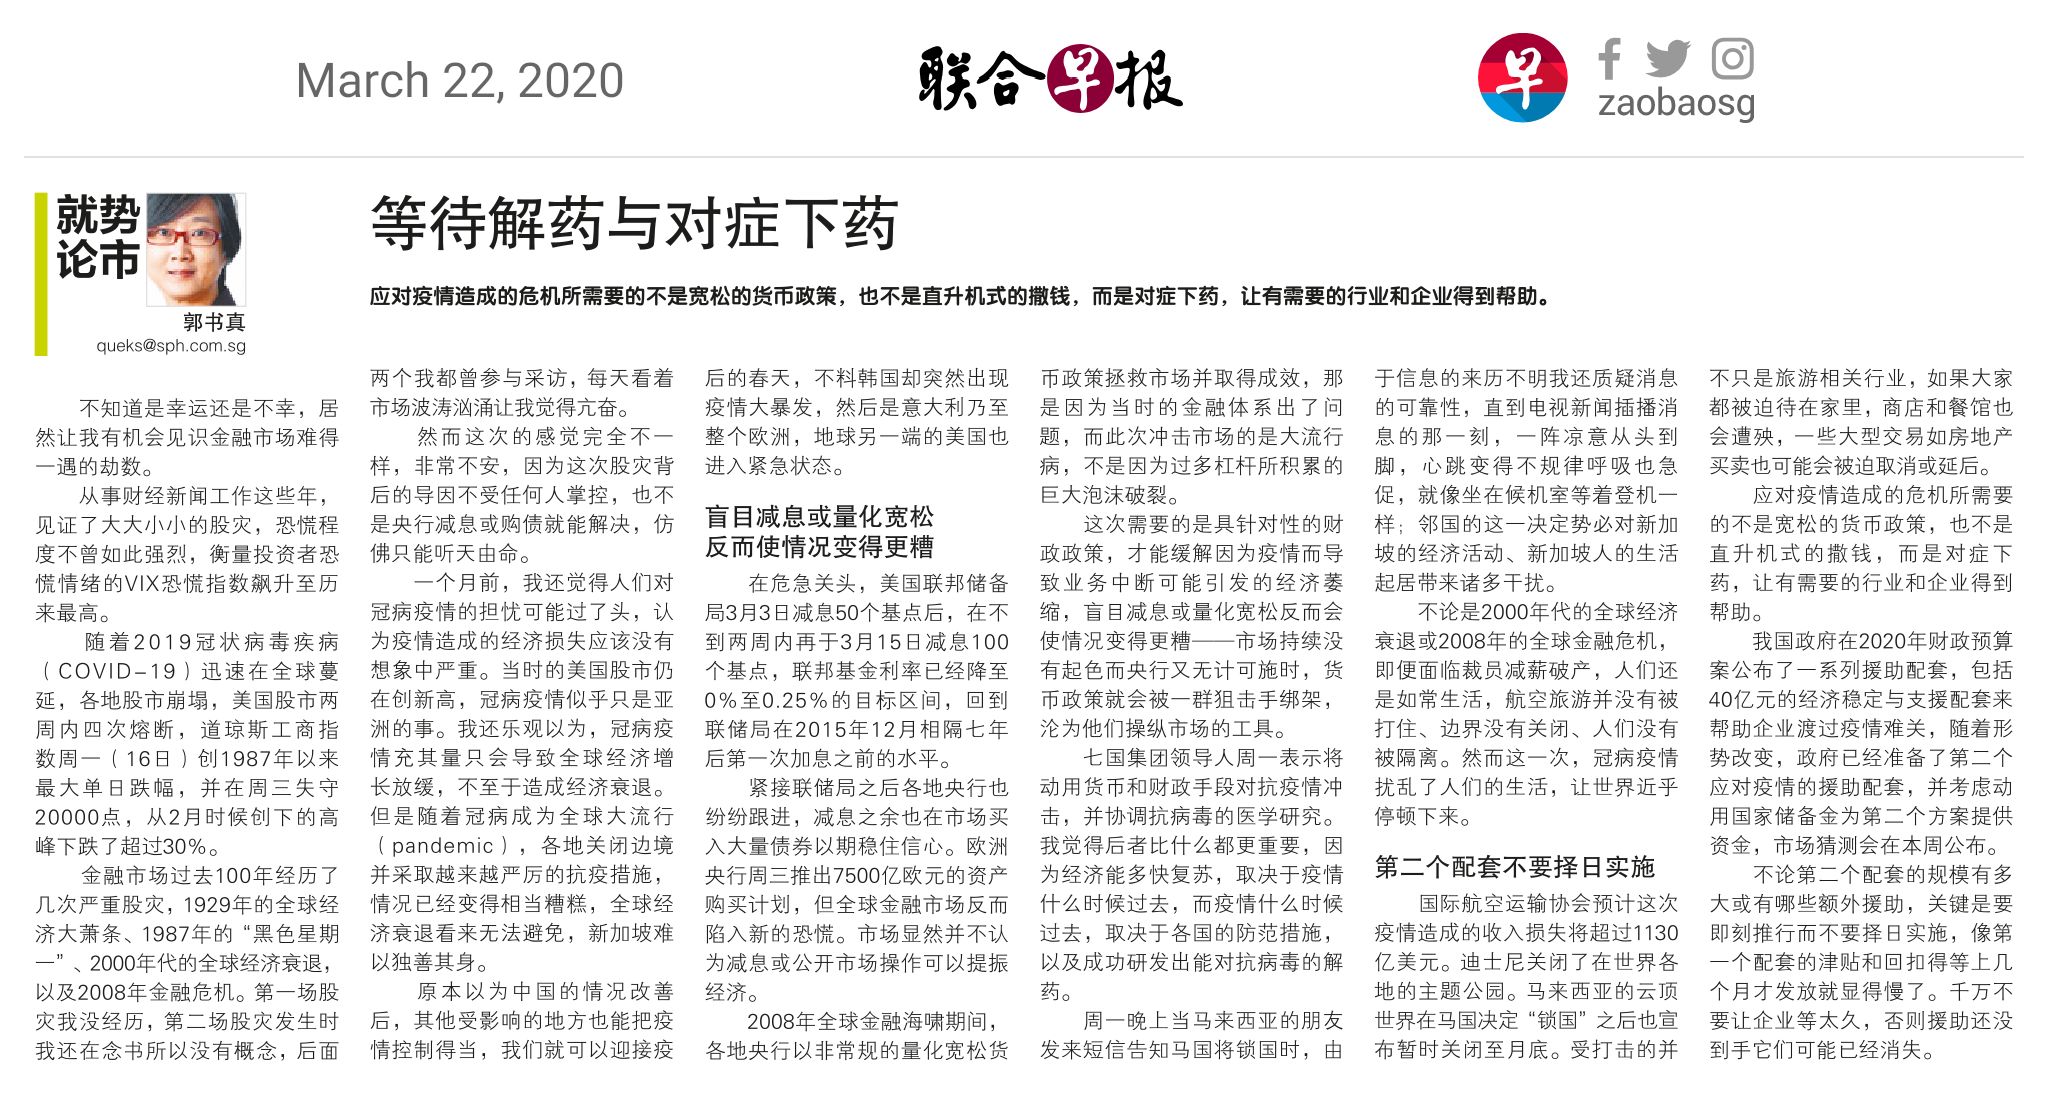 March 22, 2020
联合早报
早
zaobaosg
就势
论市
郭书真
queks@sph.com.sg
等待解药与对症下药
应对疫情造成的危机所需要的不是宽松的货币政策，也不是直升机式的撒钱，而是对症下药，让有需要的行业和企业得到帮助。
不知道是幸运还是不幸，居
然让我有机会见识金融市场难得
一遇的劫数。
从事财经新闻工作这些年，
见证了大大小小的股灾，恐慌程
度不曾如此强烈，衡量投资者恐
慌情绪的VIX恐慌指数飙升至历
来最高。
随着2019冠状病毒疾病
（COVID-19）迅速在全球蔓
延，各地股市崩塌，美国股市两
周内四次熔断，道琼斯工商指
数周一（16日）创1987年以来
最大单日跌幅，并在周三失守
20000点，从2月时候创下的高
峰下跌了超过30%。
金融市场过去100年经历了
几次严重股灾，1929年的全球经
济大萧条、1987年的“黑色星期
一”、2000年代的全球经济衰退，
以及2008年金融危机。第一场股
灾我没经历，第二场股灾发生时
我还在念书所以没有概念，后面
两个我都曾参与采访，每天看着
市场波涛汹涌让我觉得亢奋。
然而这次的感觉完全不一
样，非常不安，因为这次股灾背
后的导因不受任何人掌控，也不
是央行减息或购债就能解决，仿
佛只能听天由命。
一个月前，我还觉得人们对
冠病疫情的担忧可能过了头，认
为疫情造成的经济损失应该没有
想象中严重。当时的美国股市仍
在创新高，冠病疫情似乎只是亚
洲的事。我还乐观以为，冠病疫
情充其量只会导致全球经济增
长放缓，不至于造成经济衰退。
但是随着冠病成为全球大流行
（pandemic），各地关闭边境
并采取越来越严厉的抗疫措施，
情况已经变得相当糟糕，全球经
济衰退看来无法避免，新加坡难
以独善其身。
原本以为中国的情况改善
后，其他受影响的地方也能把疫
情控制得当，我们就可以迎接疫
后的春天，不料韩国却突然出现
疫情大暴发，然后是意大利乃至
整个欧洲，地球另一端的美国也
进入紧急状态。
盲目减息或量化宽松
反而使情况变得更糟
在危急关头，美国联邦储备
局3月3日减息50个基点后，在不
到两周内再于3月15日减息100
个基点，联邦基金利率已经降至
0%至0.25%的目标区间，回到
联储局在2015年12月相隔七年
后第一次加息之前的水平。
紧接联储局之后各地央行也
纷纷跟进，减息之余也在市场买
入大量债券以期稳住信心。欧洲
央行周三推出7500亿欧元的资产
购买计划，但全球金融市场反而
陷入新的恐慌。市场显然并不认
为减息或公开市场操作可以提振
经济。
2008年全球金融海啸期间，
各地央行以非常规的量化宽松货
币政策拯救市场并取得成效，那
是因为当时的金融体系出了问
题，而此次冲击市场的是大流行
病，不是因为过多杠杆所积累的
巨大泡沫破裂。
这次需要的是具针对性的财
政政策，才能缓解因为疫情而导
致业务中断可能引发的经济萎
缩，盲目减息或量化宽松反而会
使情况变得更糟——市场持续没
有起色而央行又无计可施时，货
币政策就会被一群狙击手绑架，
沦为他们操纵市场的工具。
七国集团领导人周一表示将
动用货币和财政手段对抗疫情冲
击，并协调抗病毒的医学研究。
我觉得后者比什么都更重要，因
为经济能多快复苏，取决于疫情
什么时候过去，而疫情什么时候
过去，取决于各国的防范措施，
以及成功研发出能对抗病毒的解
药。
周一晚上当马来西亚的朋友
发来短信告知马国将锁国时，由
于信息的来历不明我还质疑消息
的可靠性，直到电视新闻插播消
息的那一刻，一阵凉意从头到
脚，心跳变得不规律呼吸也急
促，就像坐在候机室等着登机一
样；邻国的这一决定势必对新加
坡的经济活动、新加坡人的生活
起居带来诸多干扰。
不论是2000年代的全球经济
衰退或2008年的全球金融危机，
即便面临裁员减薪破产，人们还
是如常生活，航空旅游并没有被
打住、边界没有关闭、人们没有
被隔离。然而这一次，冠病疫情
扰乱了人们的生活，让世界近乎
停顿下来。
第二个配套不要择日实施
国际航空运输协会预计这次
疫情造成的收入损失将超过1130
亿美元。迪士尼关闭了在世界各
地的主题公园。马来西亚的云顶
世界在马国决定“锁国”之后也宣
布暂时关闭至月底。受打击的并
不只是旅游相关行业，如果大家
都被迫待在家里，商店和餐馆也
会遭殃，一些大型交易如房地产
买卖也可能会被迫取消或延后。
应对疫情造成的危机所需要
的不是宽松的货币政策，也不是
直升机式的撒钱，而是对症下
药，让有需要的行业和企业得到
帮助。
我国政府在2020年财政预算
案公布了一系列援助配套，包括
40亿元的经济稳定与支援配套来
帮助企业渡过疫情难关，随着形
势改变，政府已经准备了第二个
应对疫情的援助配套，并考虑动
用国家储备金为第二个方案提供
资金，市场猜测会在本周公布。
不论第二个配套的规模有多
大或有哪些额外援助，关键是要
即刻推行而不要择日实施，像第
一个配套的津贴和回扣得等上几
个月才发放就显得慢了。千万不
要让企业等太久，否则援助还没
到手它们可能已经消失。